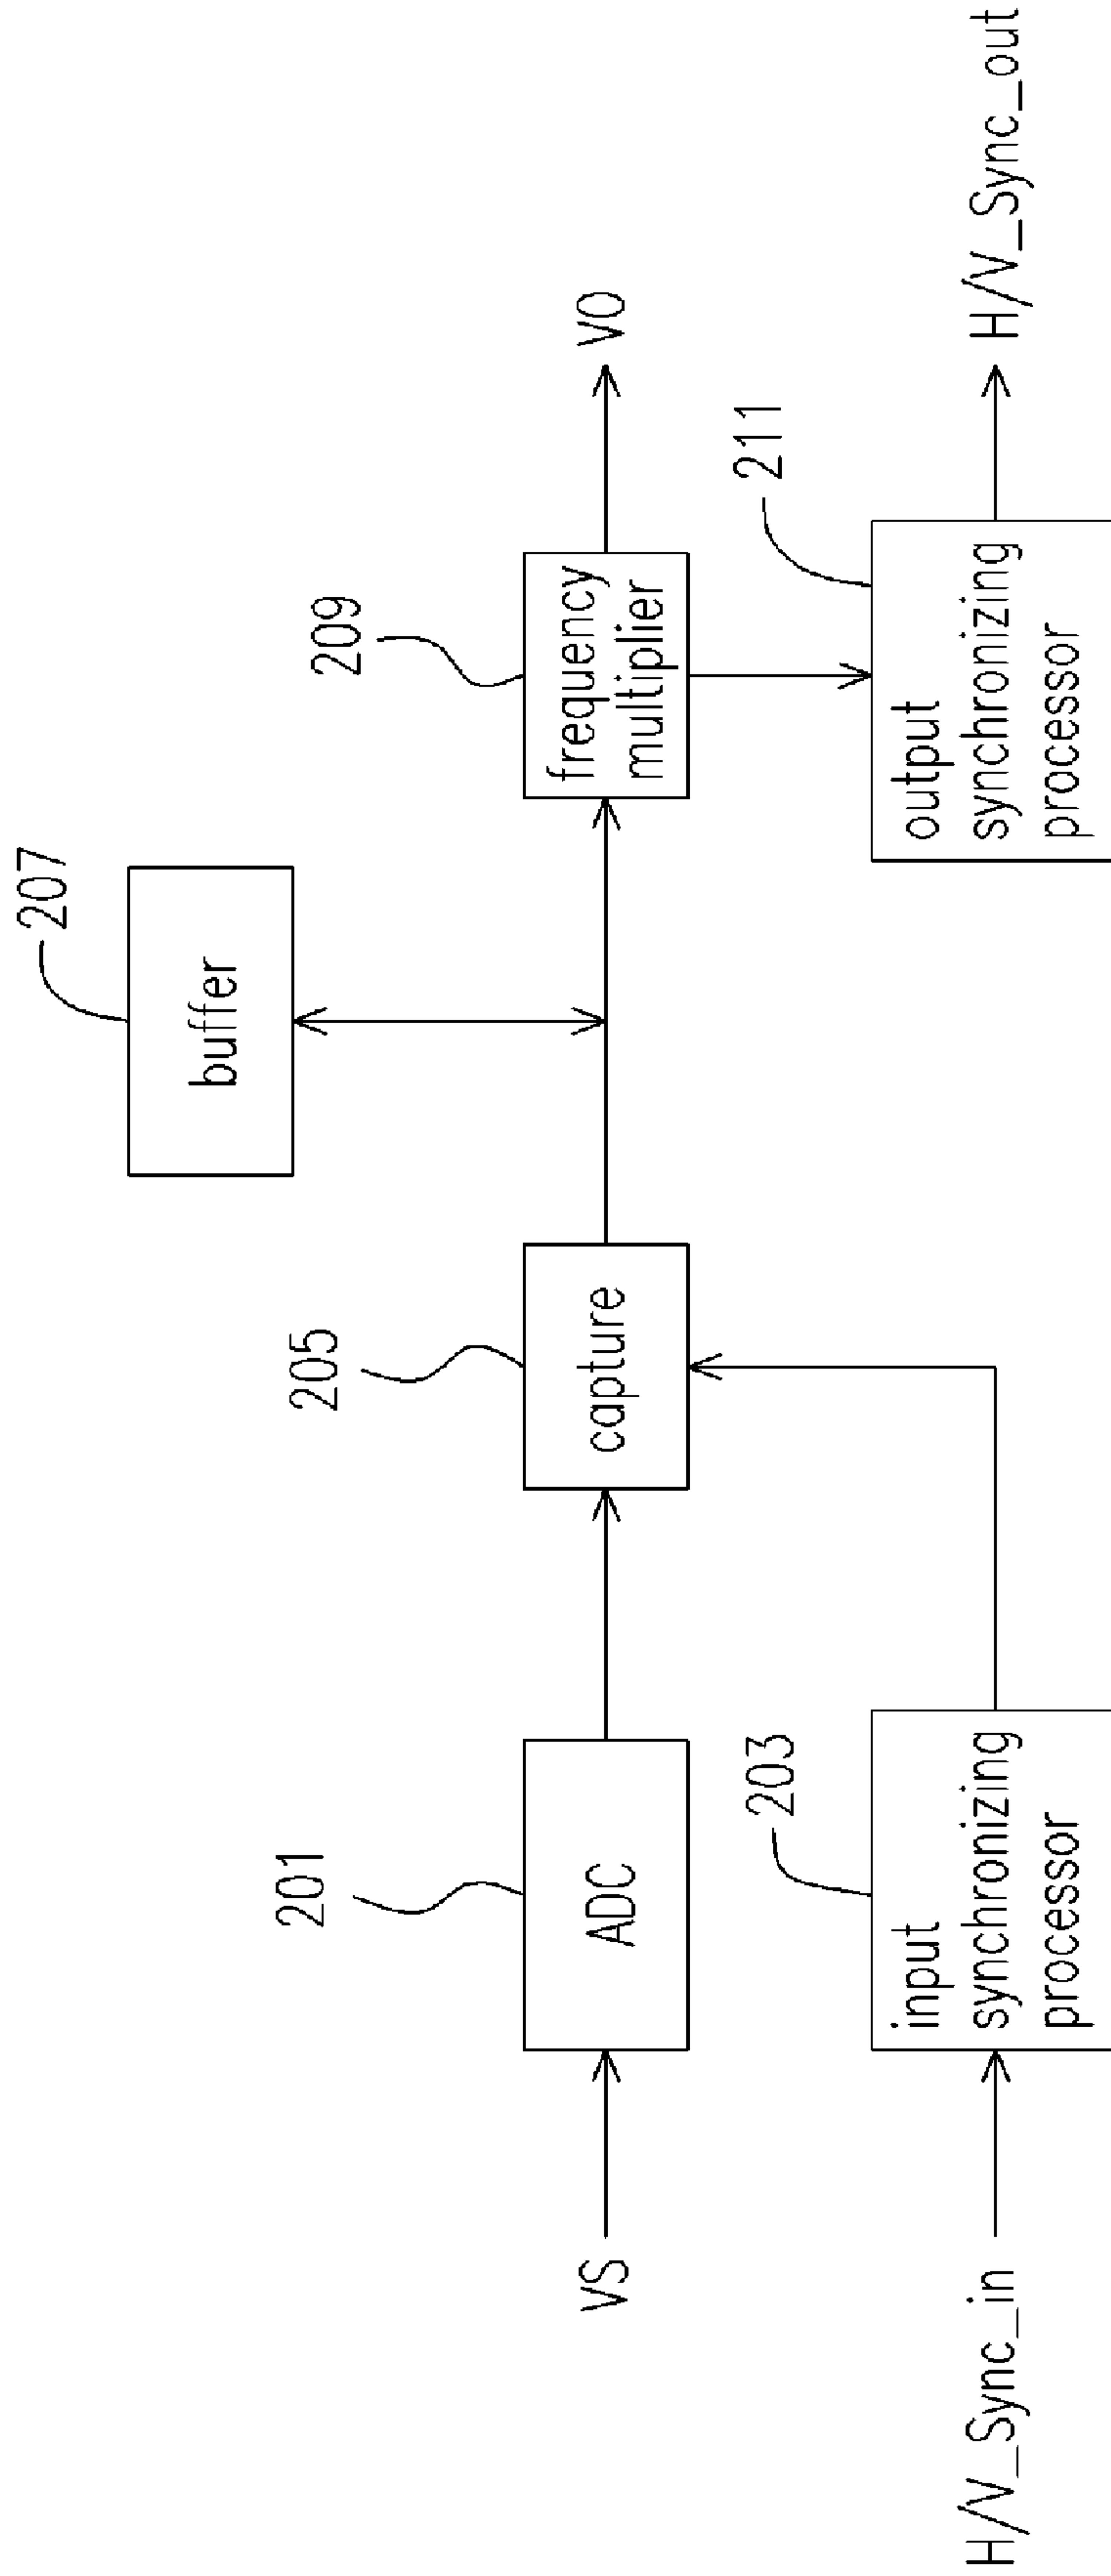 207
buffer
205
209
201
VS
ADC
capture
frequency
multiplier
VO
203
211
H/V_Sync_in
input
synchronizing
processor
output
synchronizing
processor
H/V_Sync_out